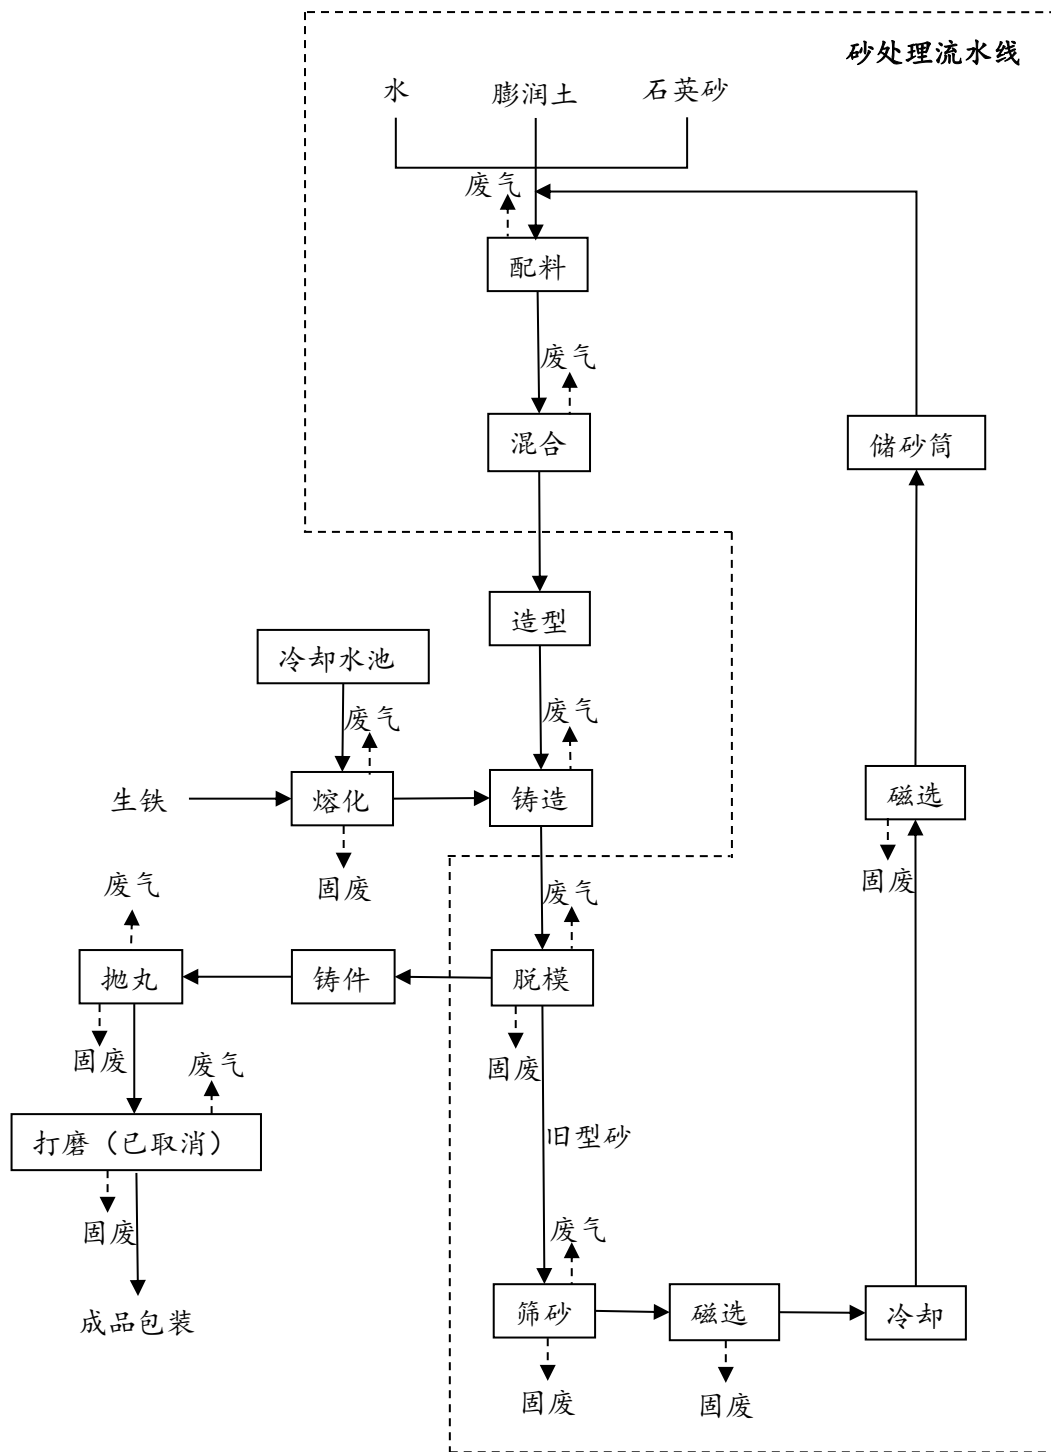 砂处理流水线
水
膨润土
石英砂
废气
配料
废气
混合
储砂筒
造型
冷却水池
废气
废气
生铁
熔化
铸造
磁选
固废
固废
废气
废气
抛丸
铸件
脱模
固废
废气
固废
打磨（已取消）
旧型砂
固废
废气
成品包装
筛砂
磁选
冷却
固废
固废